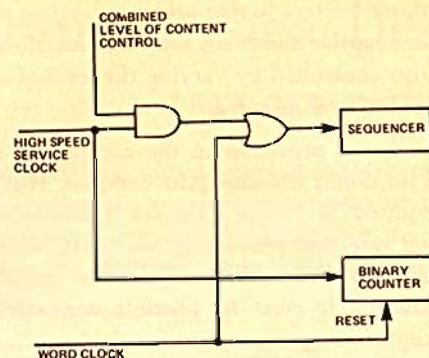 COMBINED
LEVEL OF CONTENT
CONTROL
HIGH SPEED
SERVICE
CLOCK
SEQUENCER
BINARY
COUNTER
RESET
WORD CLOCK